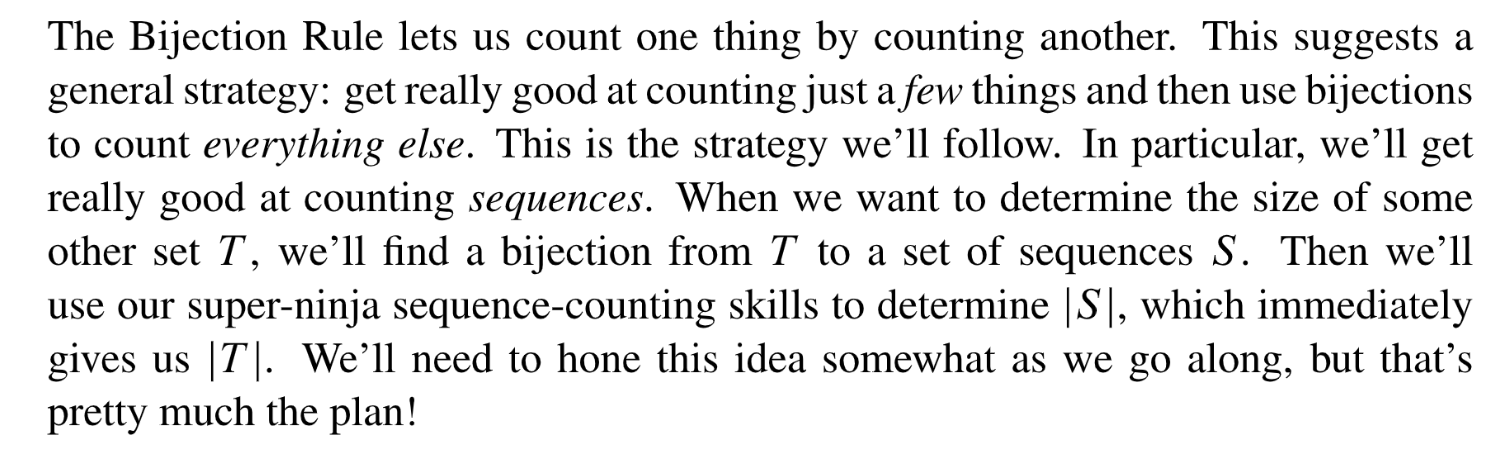 The Bijection Rule lets us count one thing by counting another. This suggests a
general strategy: get really good at counting just a few things and then use bijections
to count everything else. This is the strategy we’ll follow. In particular, we’ll get
really good at counting sequences. When we want to determine the size of some
other set T, we’ll find a bijection from T to a set of sequences S. Then we’ll
use our super-ninja sequence-counting skills to determine |S|, which immediately
gives us |T|. We’ll need to hone this idea somewhat as we go along, but that’s
pretty much the plan!